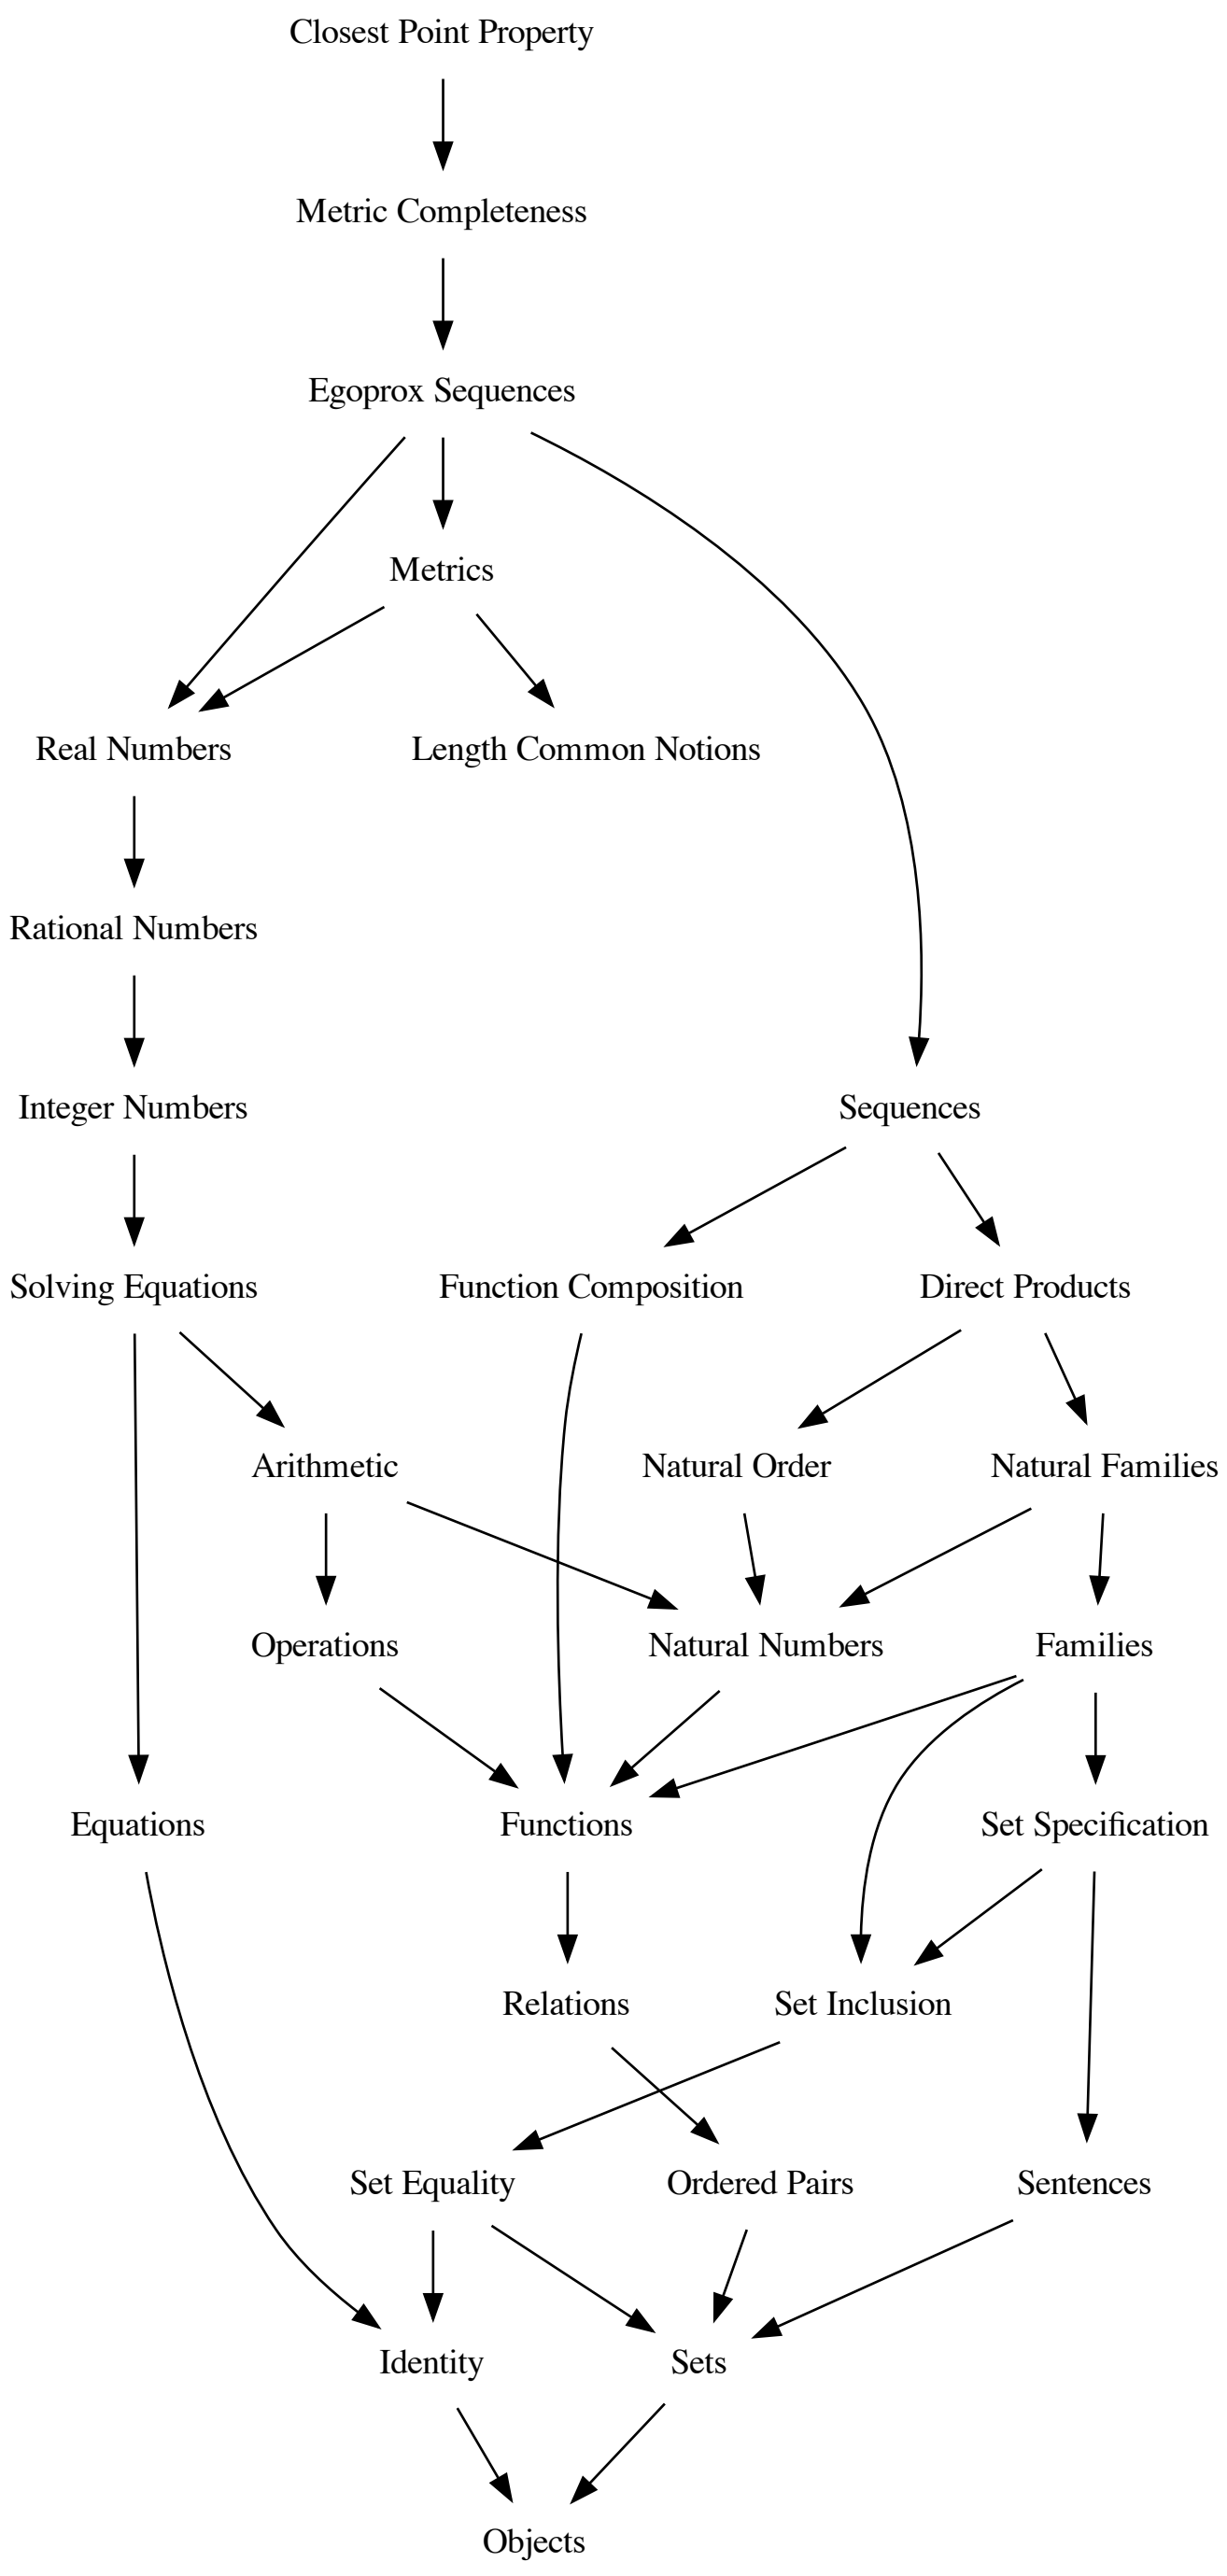 Closest Point Property
Metric Completeness
Egoprox Sequences
Metrics
Real Numbers
Length Common Notions
Rational Numbers
Integer Numbers
Sequences
Solving Equations
Function Composition
Direct Products
Arithmetic
Natural Order
Natural Families
Operations
Natural Numbers
Families
Equations
Functions
Set Specification
Relations
Set Inclusion
Set Equality
Ordered Pairs
Sentences
Identity
Sets
Objects